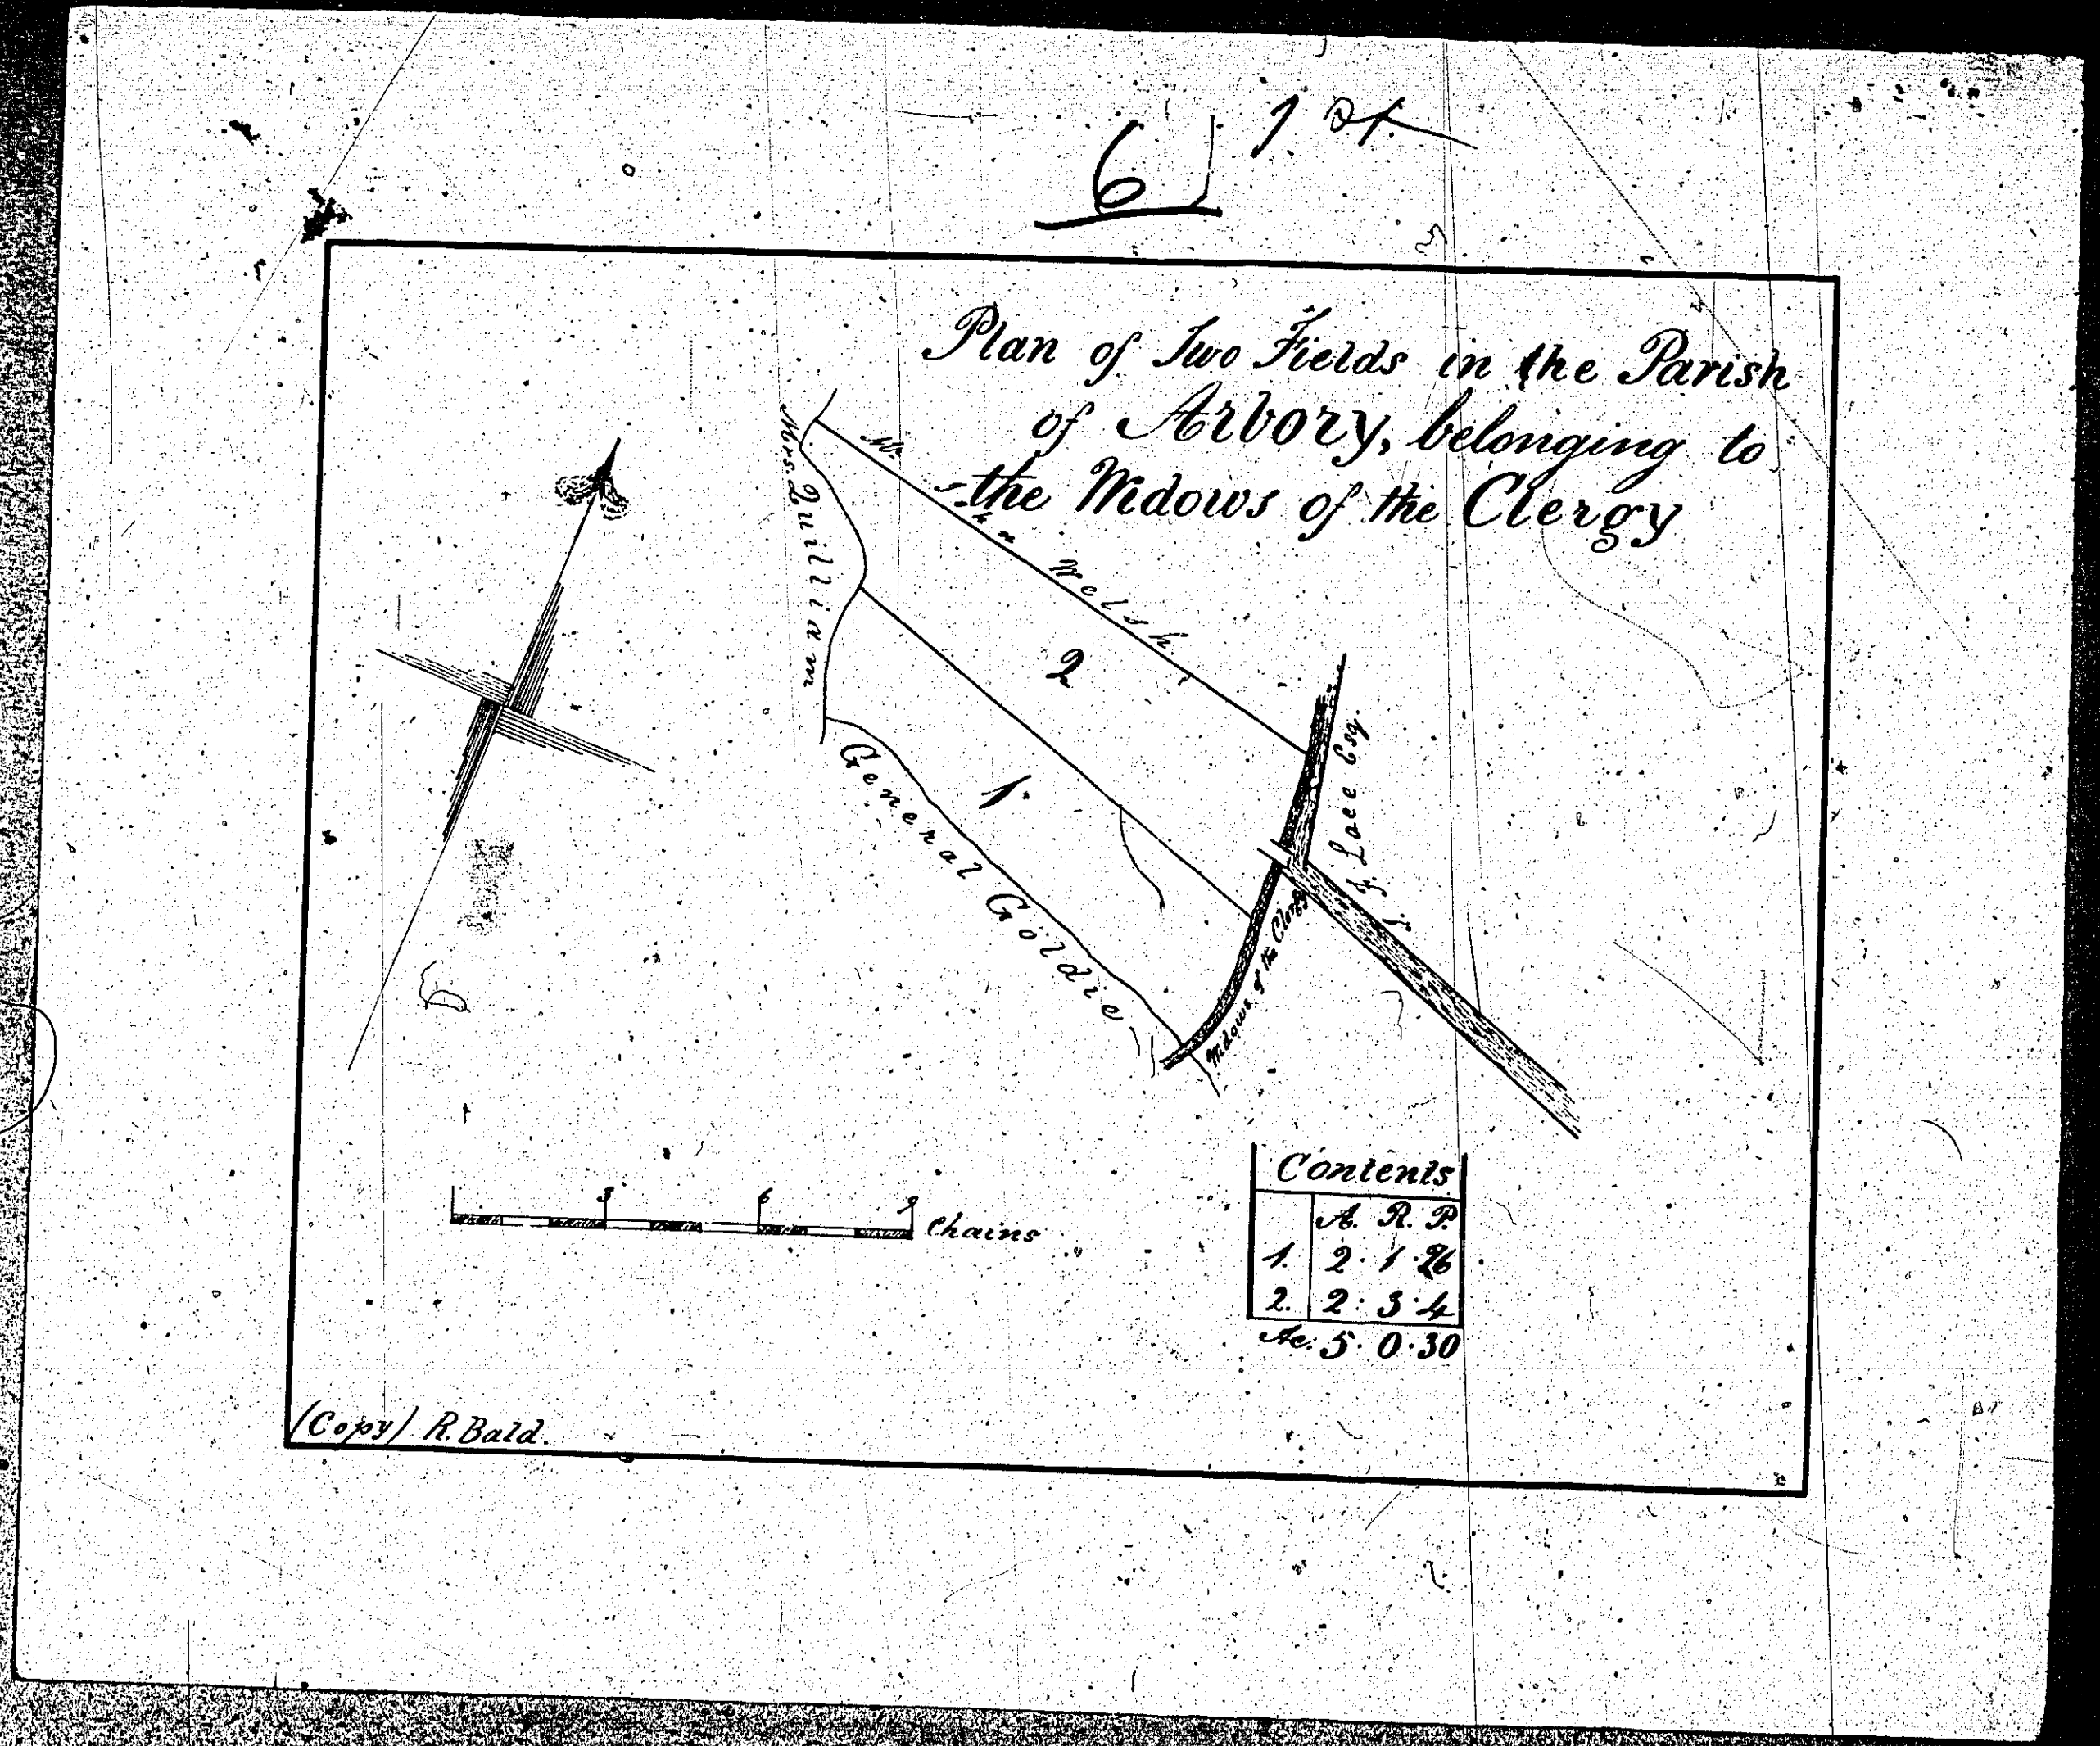 6
Plan of Two Fields in the Parish
of Arbory, belonging to
the Widows of the Clergy
Mrs Quilliam
Mr. John Welsh
2
1.
General Goldie
J. J. Lace Esq.
Widows of the Clergy
3 6 9 Chains
Contents
A. R. P.
1. 2. 1. 26
2. 2. 3. 4
Ac. 5. 0. 30
(Copy) R. Bald.